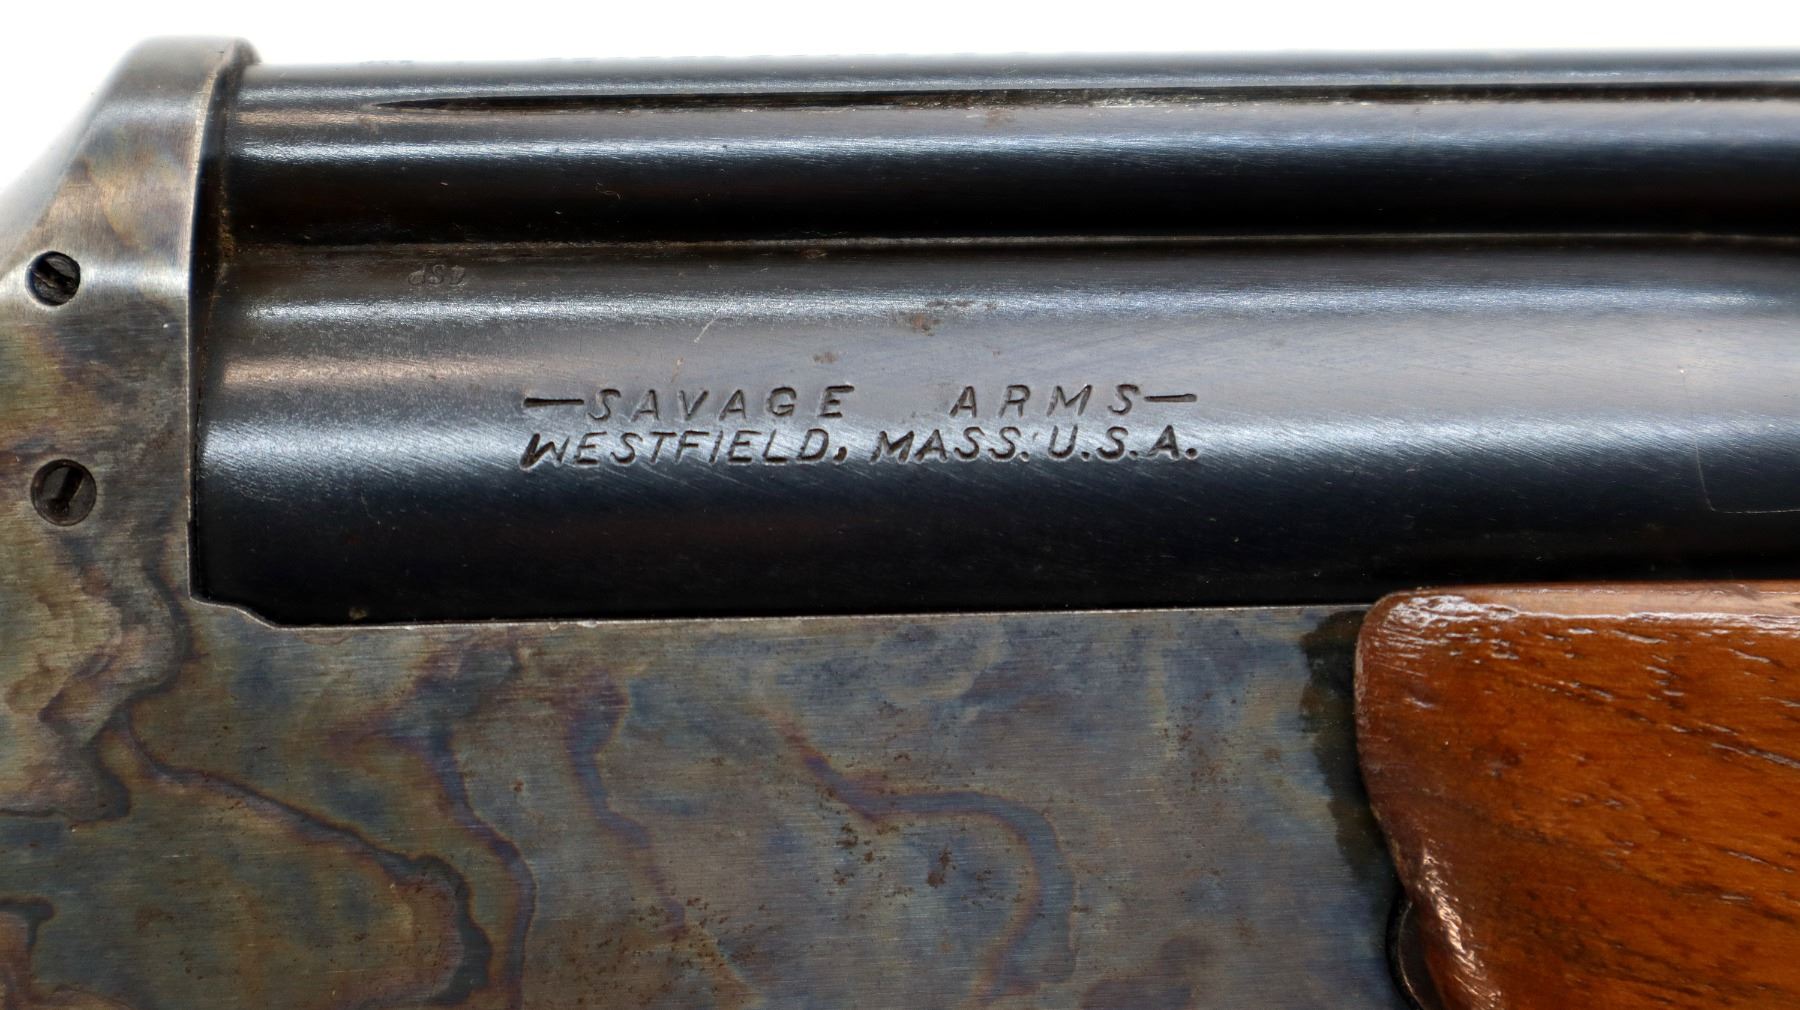 —SAVAGE ARMS—
WESTFIELD, MASS. U.S.A.